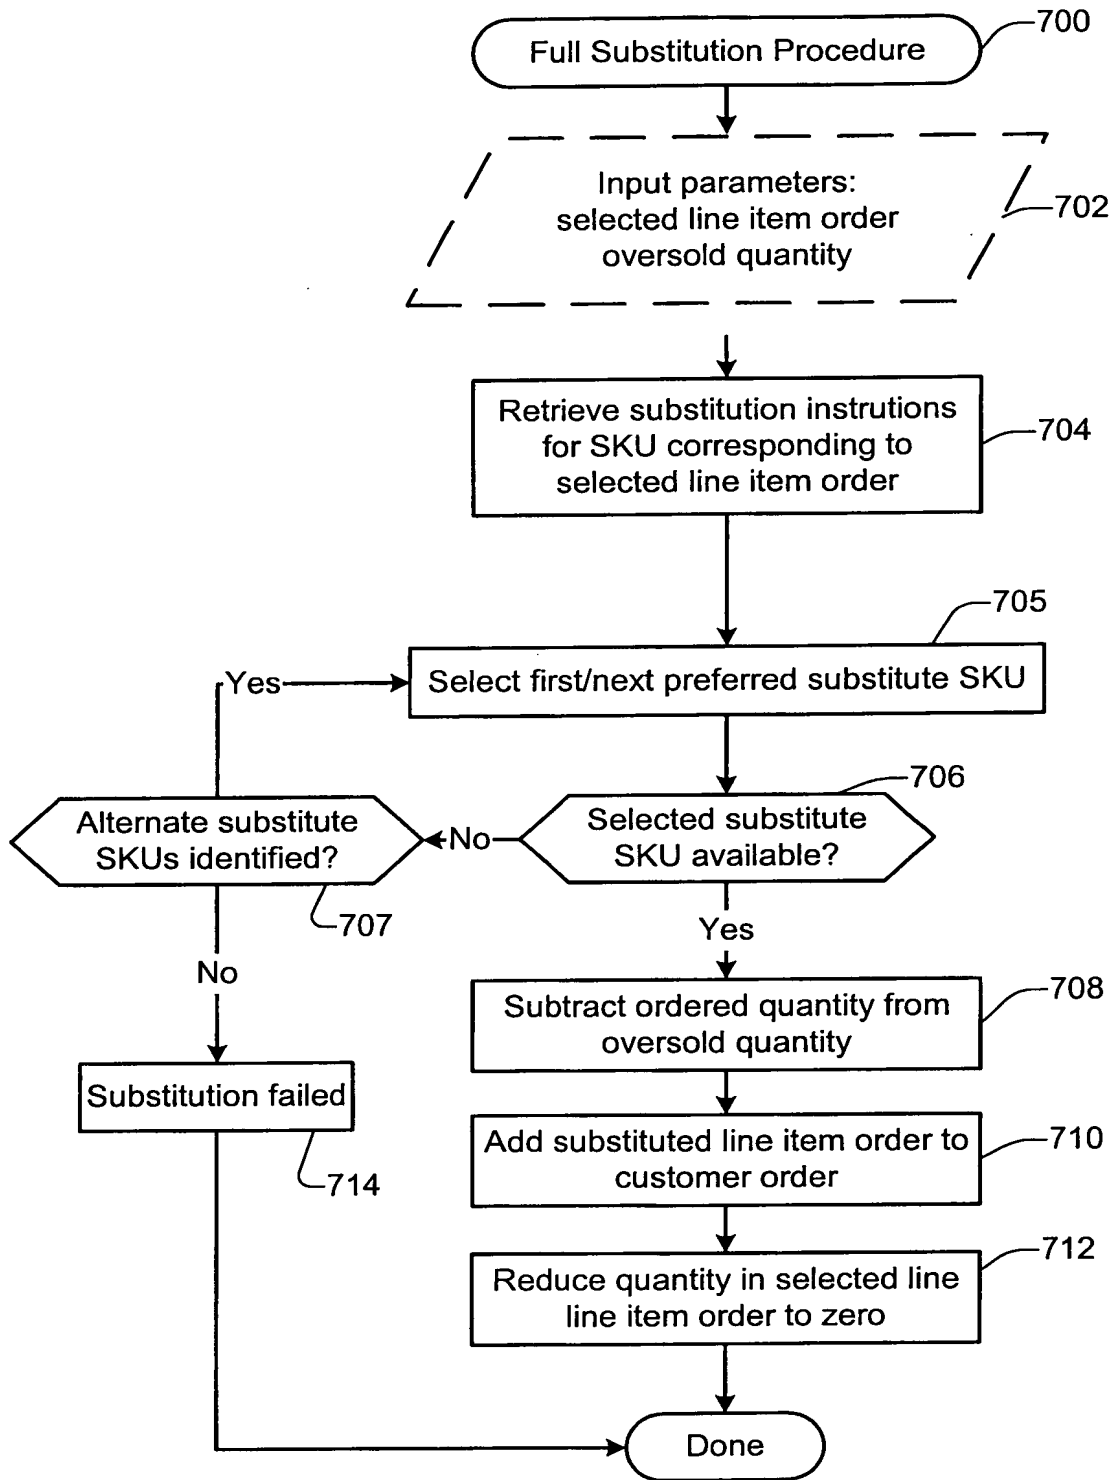 Full Substitution Procedure
700
Input parameters:
selected line item order
oversold quantity
702
Retrieve substitution instrutions
for SKU corresponding to
selected line item order
704
705
Select first/next preferred substitute SKU
Yes
706
Selected substitute
SKU available?
No
Alternate substitute
SKUs identified?
707
Yes
No
Subtract ordered quantity from
oversold quantity
708
Substitution failed
714
Add substituted line item order to
customer order
710
712
Reduce quantity in selected line
line item order to zero
Done